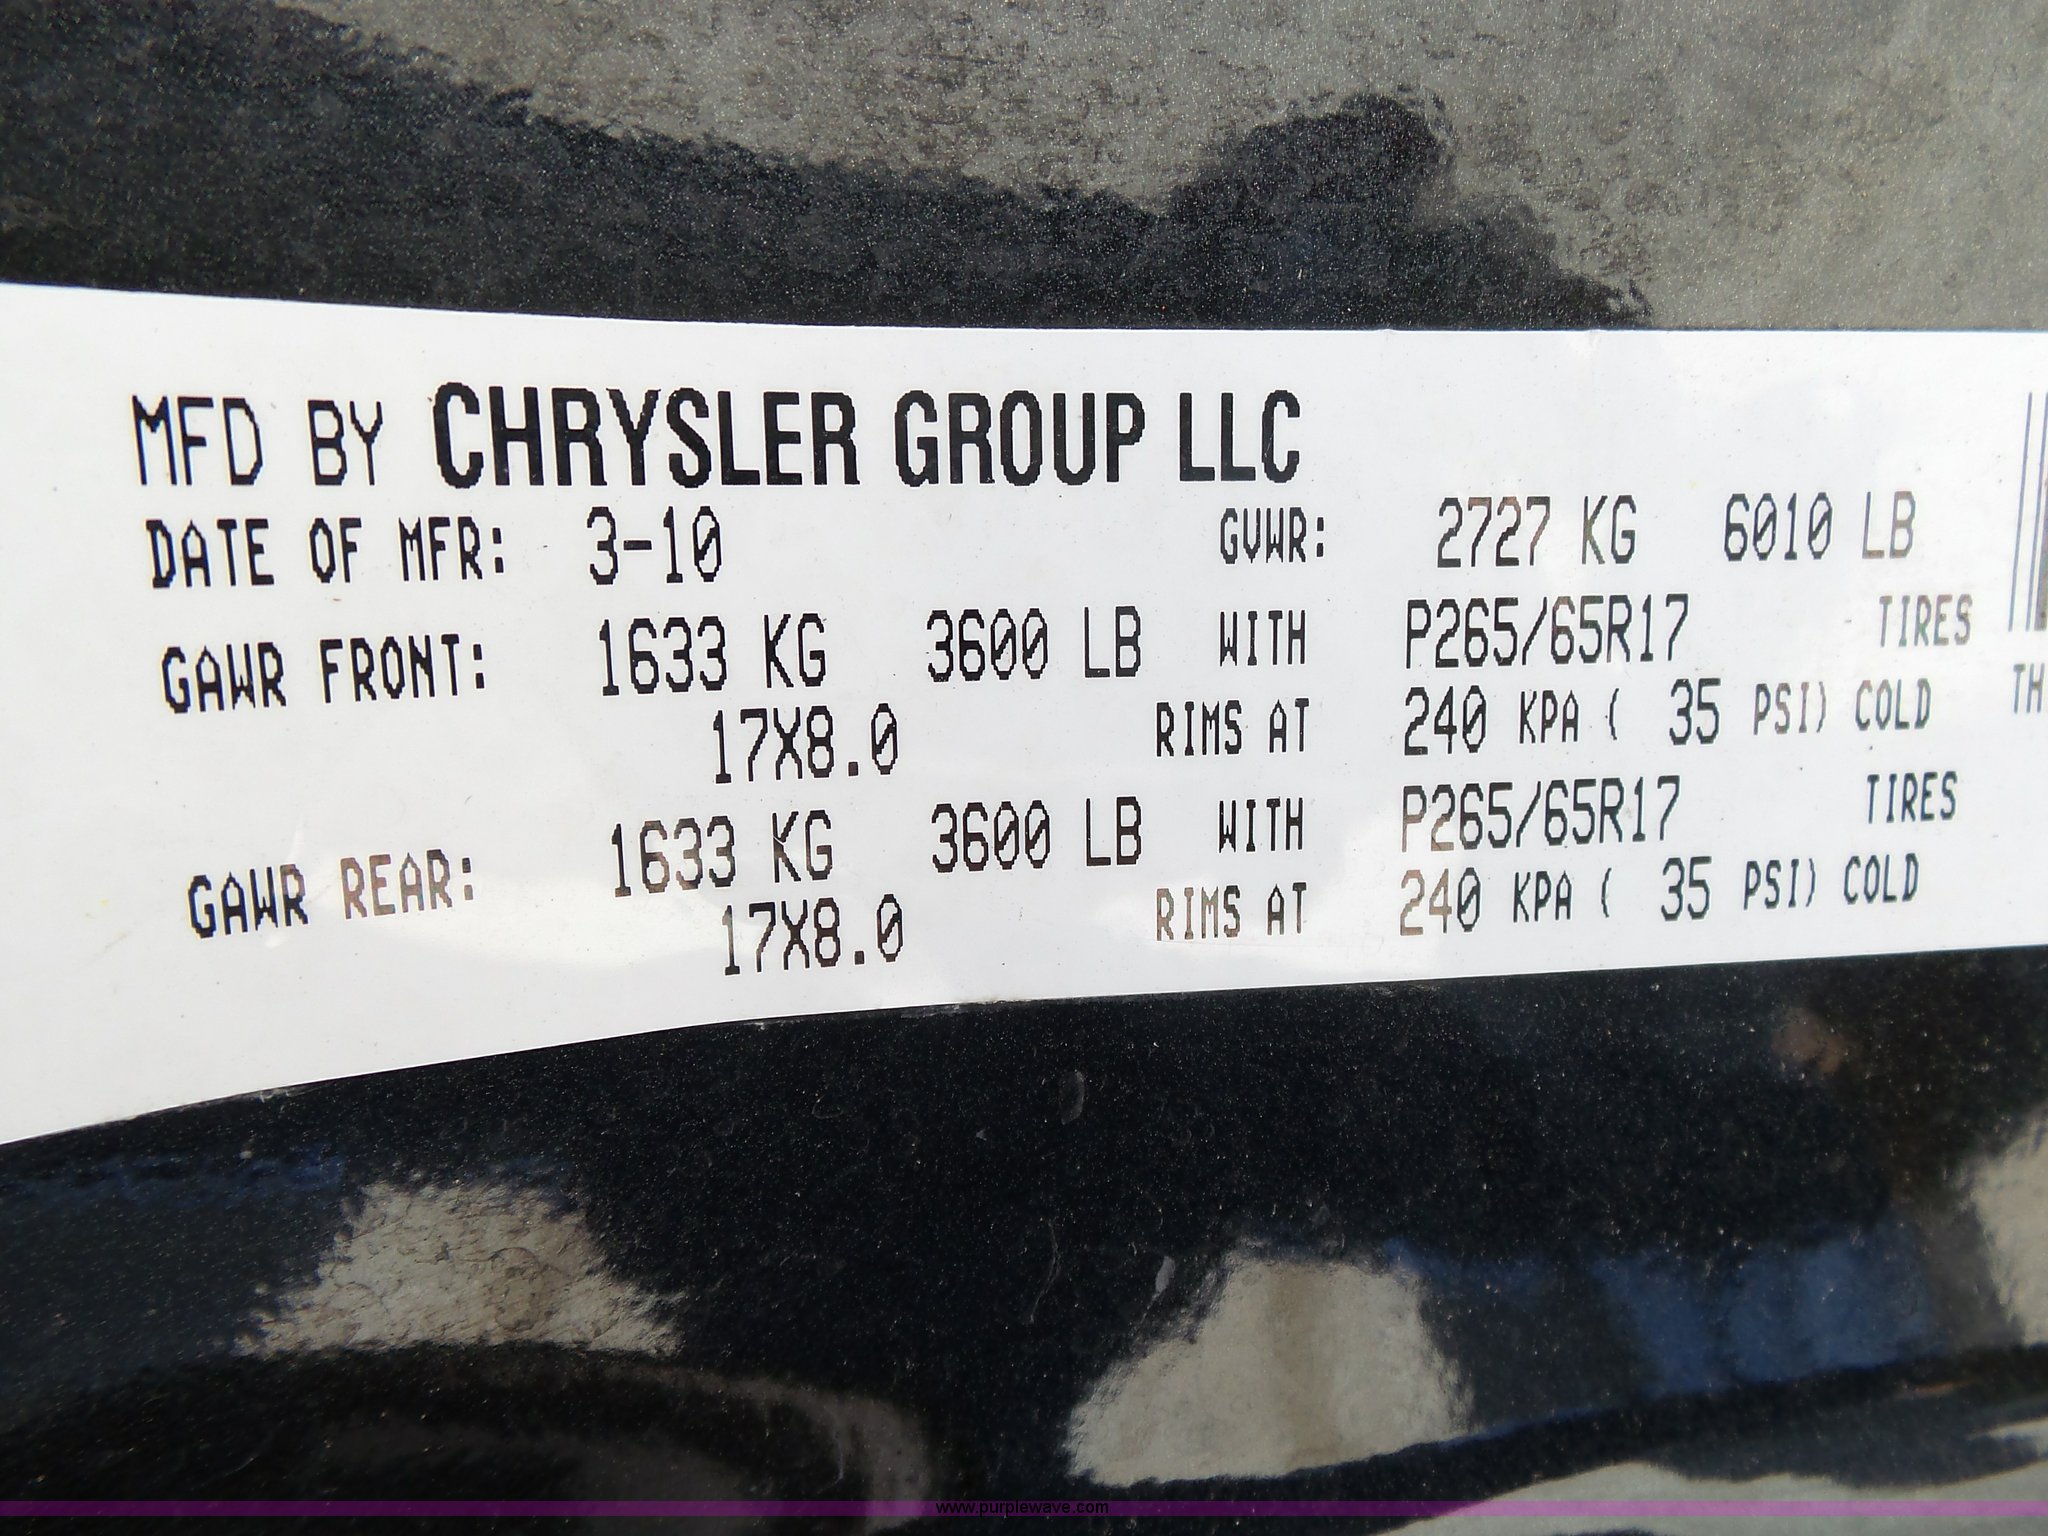 MFD BY CHRYSLER GROUP LLC
DATE OF MFR: 3-10 GVWR: 2727 KG 6010 LB
GAWR FRONT: 1633 KG 3600 LB WITH P265/65R17 TIRES
17X8.0 RIMS AT 240 KPA ( 35 PSI) COLD
TH
GAWR REAR: 1633 KG 3600 LB WITH P265/65R17 TIRES
17X8.0 RIMS AT 240 KPA ( 35 PSI) COLD
www.purplewave.com